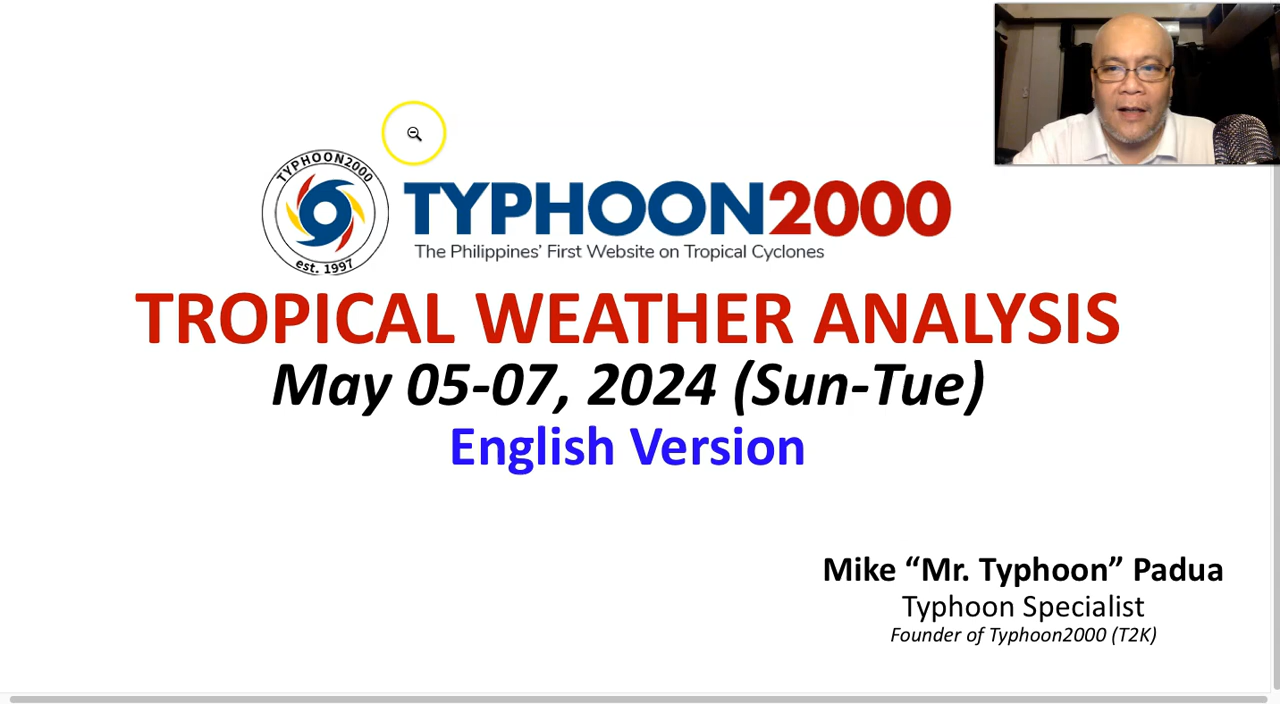 TYPHOON2000
est. 1997
TYPHOON2000
The Philippines' First Website on Tropical Cyclones
TROPICAL WEATHER ANALYSIS
May 05-07, 2024 (Sun-Tue)
English Version
Mike “Mr. Typhoon” Padua
Typhoon Specialist
Founder of Typhoon2000 (T2K)